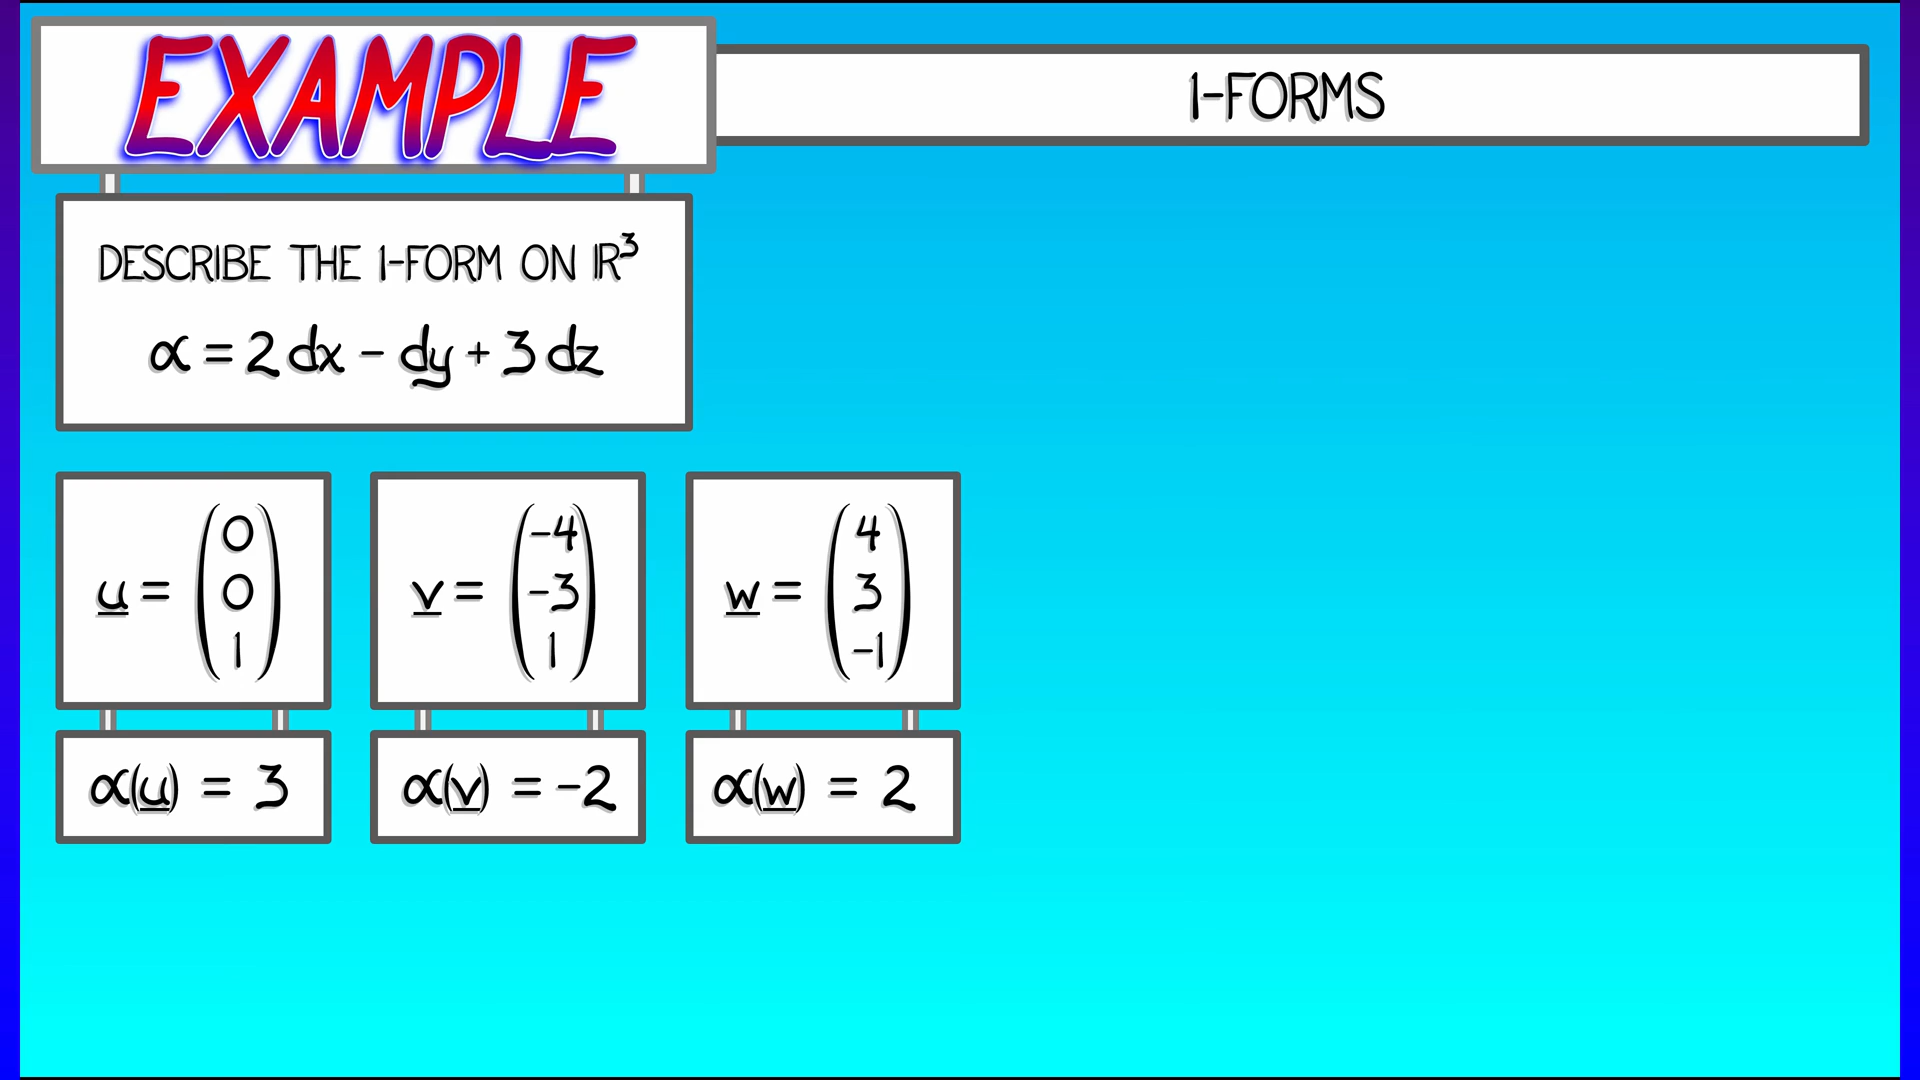 EXAMPLE
1-FORMS
DESCRIBE THE 1-FORM ON ℝ³
α = 2 dx - dy + 3 dz
u = (0 0 1)
v = (-4 -3 1)
w = (4 3 -1)
α(u) = 3
α(v) = -2
α(w) = 2